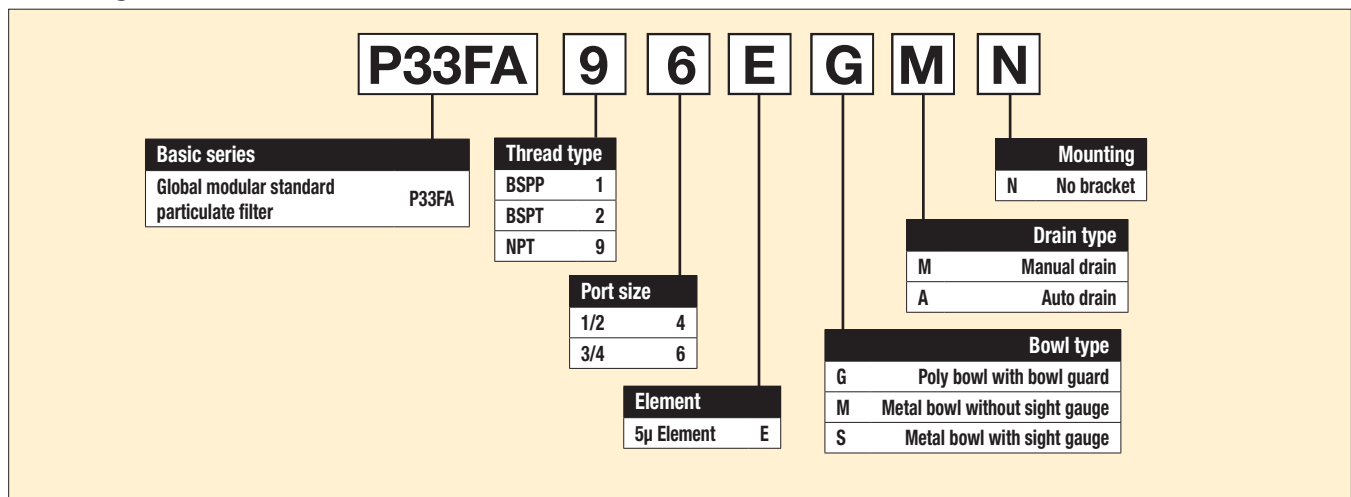 P33FA 9 6 E G M N
Basic series
Global modular standard
particulate filter P33FA
Thread type
BSPP 1
BSPT 2
NPT 9
Port size
1/2 4
3/4 6
Element
5µ Element E
Mounting
N No bracket
Drain type
M Manual drain
A Auto drain
Bowl type
G Poly bowl with bowl guard
M Metal bowl without sight gauge
S Metal bowl with sight gauge